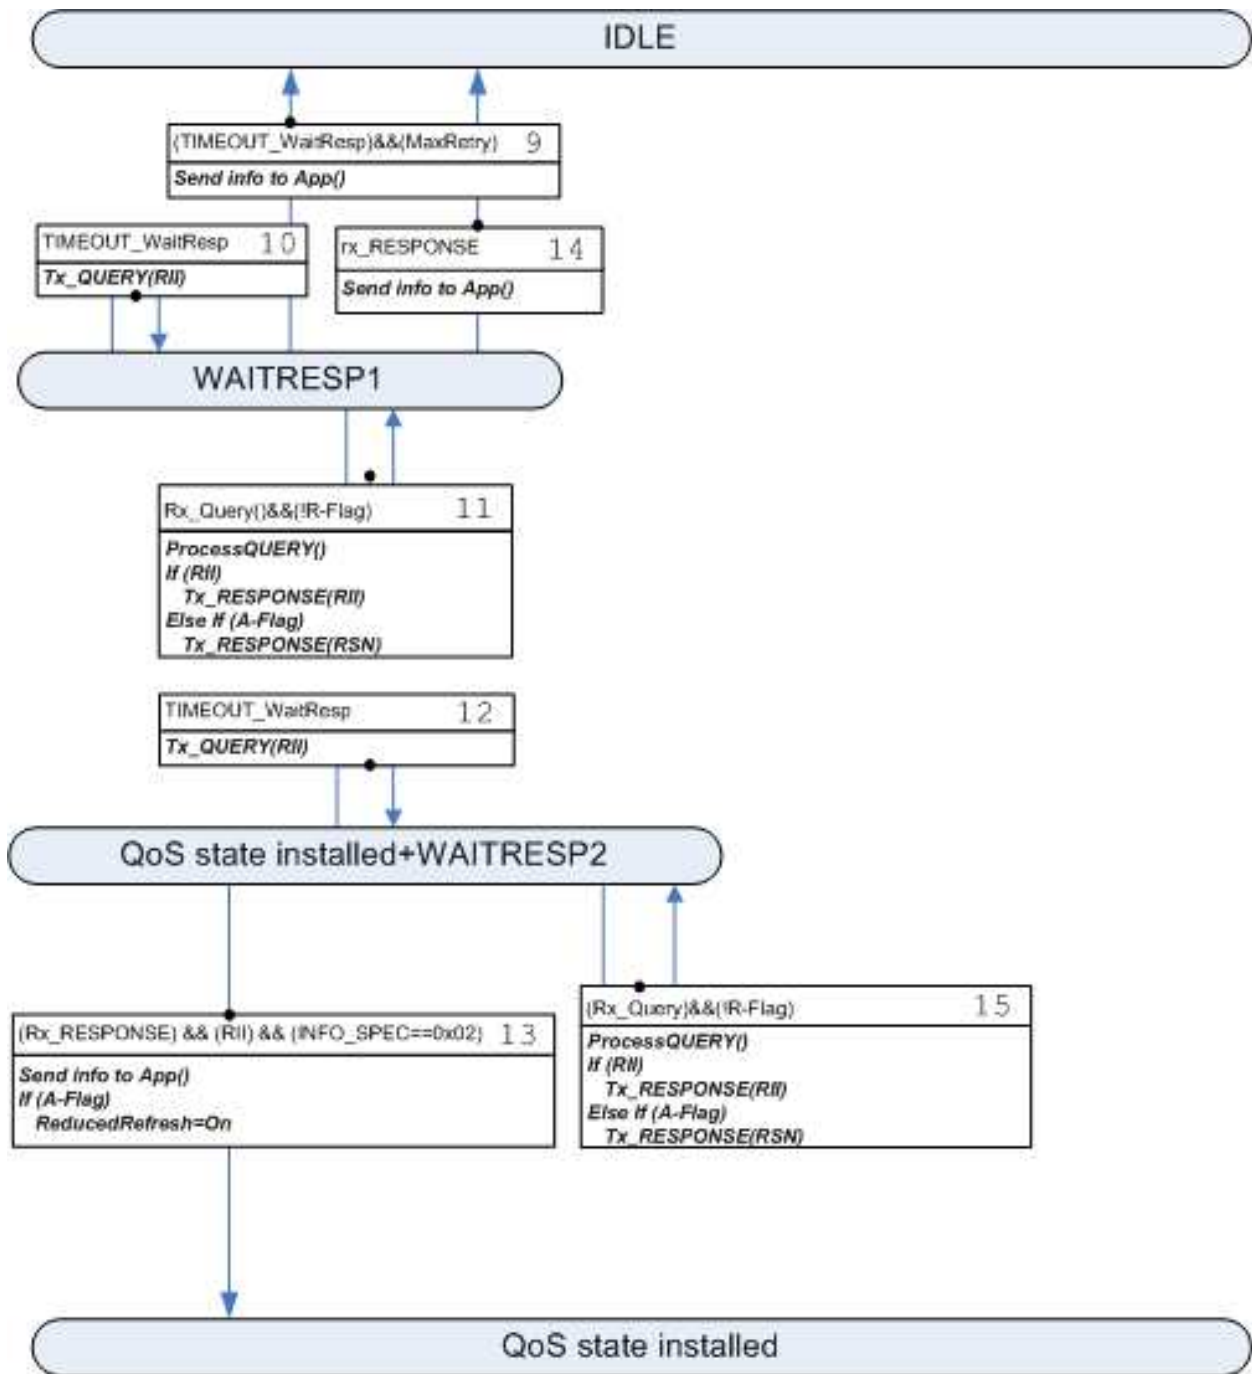 IDLE
(TIMEOUT_WaitResp)&&(MaxRetry) 9
Send info to App()
TIMEOUT_WaitResp 10
Tx_QUERY(RII)
rx_RESPONSE 14
Send info to App()
WAITRESP1
Rx_Query()&&(!R-Flag) 11
ProcessQUERY()
If (RII)
Tx_RESPONSE(RII)
Else If (A-Flag)
Tx_RESPONSE(RSN)
TIMEOUT_WaitResp 12
Tx_QUERY(RII)
QoS state installed+WAITRESP2
(Rx_RESPONSE) && (RII) && (INFO_SPEC==0x02) 13
Send info to App()
If (A-Flag)
ReducedRefresh=On
(Rx_Query)&&(!R-Flag) 15
ProcessQUERY()
If (RII)
Tx_RESPONSE(RII)
Else If (A-Flag)
Tx_RESPONSE(RSN)
QoS state installed